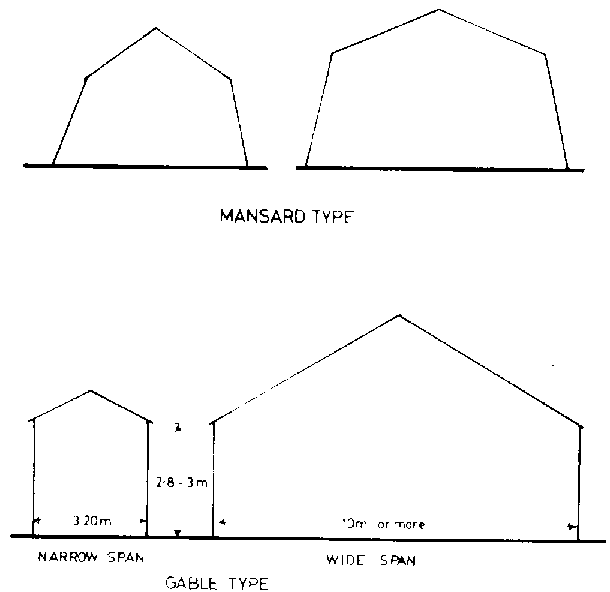 MANSARD TYPE
2·8 - 3m
3.20m
10m or more
NARROW SPAN
WIDE SPAN
GABLE TYPE